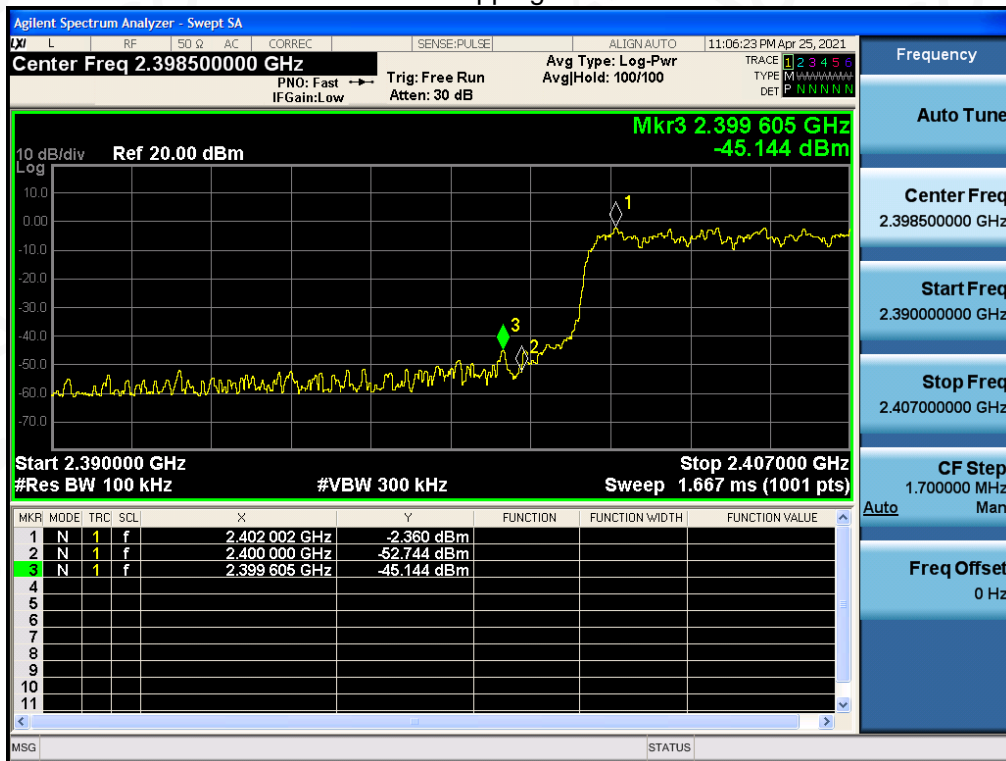 Agilent Spectrum Analyzer - Swept SA
LXI L RF 50 Ω AC CORREC SENSE:PULSE ALIGN AUTO 11:06:23 PM Apr 25, 2021
Center Freq 2.398500000 GHz
PNO: Fast
IFGain:Low
Trig: Free Run
Atten: 30 dB
Avg Type: Log-Pwr
Avg|Hold: 100/100
TRACE 1 2 3 4 5 6
TYPE M
DET P N N N N N
Mkr3 2.399 605 GHz
-45.144 dBm
10 dB/div Ref 20.00 dBm
Log
10.0
0.00
-10.0
-20.0
-30.0
-40.0
-50.0
-60.0
-70.0
1
3
2
Start 2.390000 GHz Stop 2.407000 GHz
#Res BW 100 kHz #VBW 300 kHz Sweep 1.667 ms (1001 pts)
MKR MODE TRC SCL X Y FUNCTION FUNCTION WIDTH FUNCTION VALUE
1 N 1 f 2.402 002 GHz -2.360 dBm
2 N 1 f 2.400 000 GHz -52.744 dBm
3 N 1 f 2.399 605 GHz -45.144 dBm
4
5
6
7
8
9
10
11
MSG STATUS
Frequency
Auto Tune
Center Freq
2.398500000 GHz
Start Freq
2.390000000 GHz
Stop Freq
2.407000000 GHz
CF Step
1.700000 MHz
Auto Man
Freq Offset
0 Hz